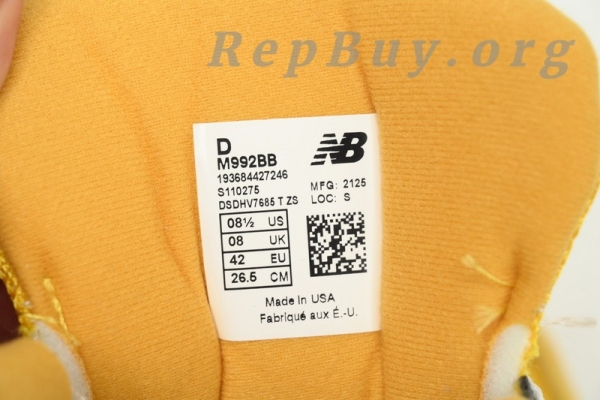 RepBuy.org
D
M992BB
193684427246
S110275
DSDHV7685 T ZS
NB
MFG: 2125
LOC: S
08½ US
08 UK
42 EU
26.5 CM
Made In USA
Fabriqué aux É.-U.